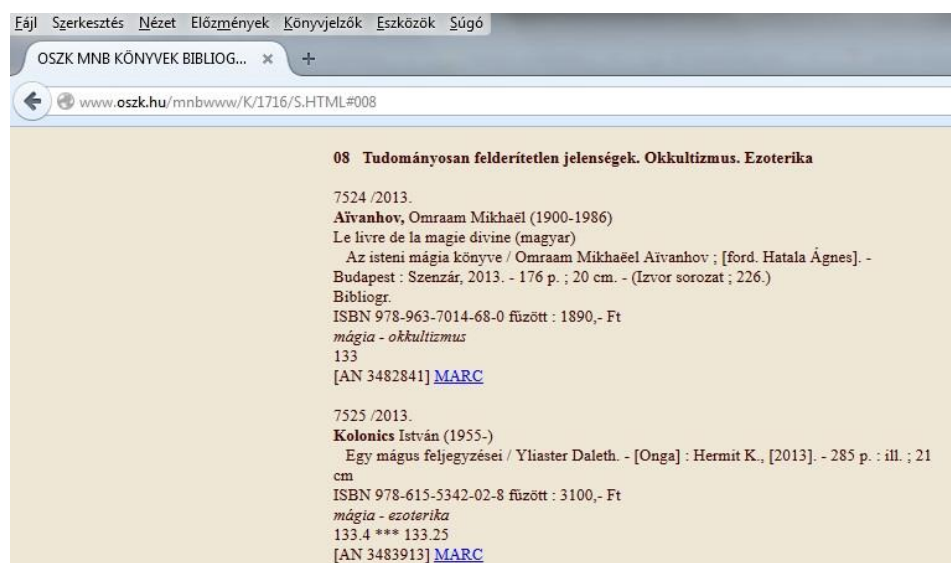 Fájl Szerkesztés Nézet Előzmények Könyvjelzők Eszközök Súgó
OSZK MNB KÖNYVEK BIBLIOG... × +
www.oszk.hu/mnbwww/K/1716/S.HTML#008
08 Tudományosan felderítetlen jelenségek. Okkultizmus. Ezoterika
7524 /2013.
Aïvanhov, Omraam Mikhaël (1900-1986)
Le livre de la magie divine (magyar)
Az isteni mágia könyve / Omraam Mikhaëel Aïvanhov ; [ford. Hatala Ágnes]. -
Budapest : Szenzár, 2013. - 176 p. ; 20 cm. - (Izvor sorozat ; 226.)
Bibliogr.
ISBN 978-963-7014-68-0 fűzött : 1890,- Ft
mágia - okkultizmus
133
[AN 3482841] MARC
7525 /2013.
Kolonics István (1955-)
Egy mágus feljegyzései / Yliaster Daleth. - [Onga] : Hermit K., [2013]. - 285 p. : ill. ; 21
cm
ISBN 978-615-5342-02-8 fűzött : 3100,- Ft
mágia - ezoterika
133.4 *** 133.25
[AN 3483913] MARC